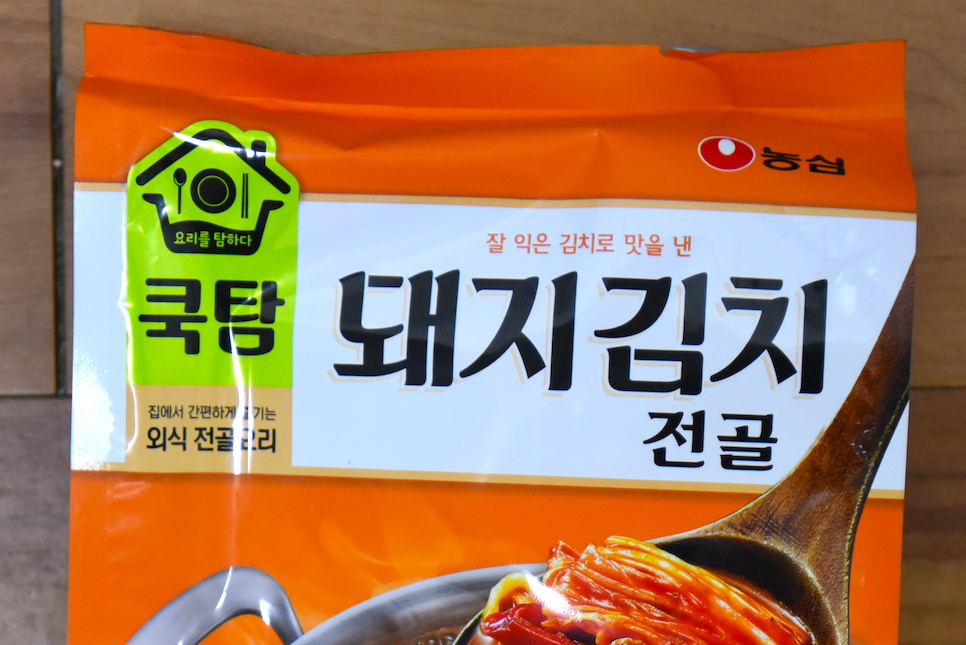 농심
요리를 탐하다
쿡탐
잘 익은 김치로 맛을 낸
돼지김치
전골
집에서 간편하게 즐기는
외식 전골요리